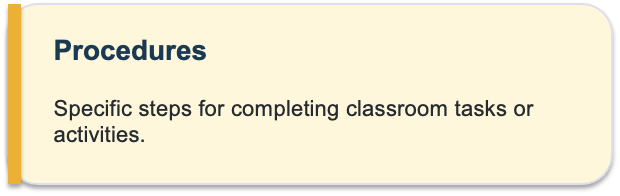 Procedures
Specific steps for completing classroom tasks or
activities.